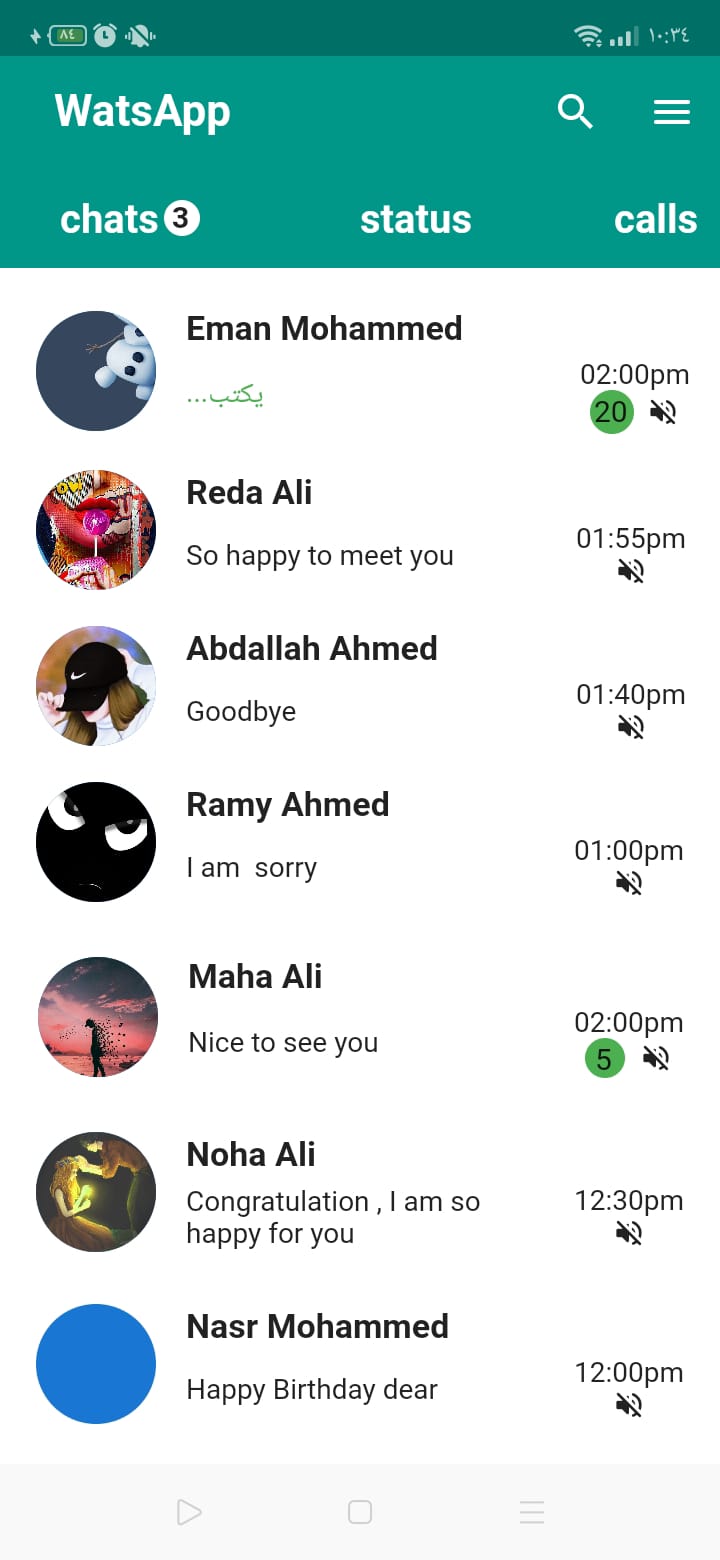 ٨٤
١٠:٣٤
WatsApp
chats 3
status
calls
Eman Mohammed
يكتب...
02:00pm
20
Reda Ali
So happy to meet you
01:55pm
Abdallah Ahmed
Goodbye
01:40pm
Ramy Ahmed
I am  sorry
01:00pm
Maha Ali
Nice to see you
02:00pm
5
Noha Ali
Congratulation , I am so
happy for you
12:30pm
Nasr Mohammed
Happy Birthday dear
12:00pm